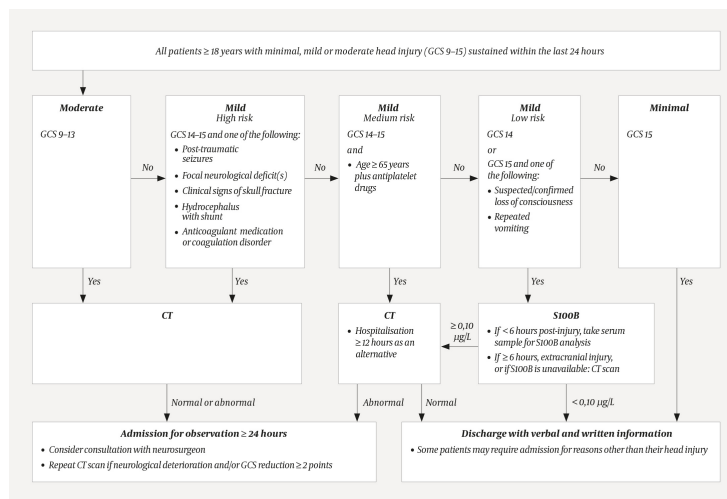 All patients ≥ 18 years with minimal, mild or moderate head injury (GCS 9–15) sustained within the last 24 hours
Moderate
GCS 9–13
No
Mild
High risk
GCS 14–15 and one of the following:
• Post-traumatic
seizures
• Focal neurological deficit(s)
• Clinical signs of skull fracture
• Hydrocephalus
with shunt
• Anticoagulant medication
or coagulation disorder
No
Mild
Medium risk
GCS 14–15
and
• Age ≥ 65 years
plus antiplatelet
drugs
No
Mild
Low risk
GCS 14
or
GCS 15 and one of
the following:
• Suspected/confirmed
loss of consciousness
• Repeated
vomiting
No
Minimal
GCS 15
Yes
Yes
Yes
Yes
Yes
CT
CT
• Hospitalisation
≥ 12 hours as an
alternative
≥ 0,10
µg/L
S100B
• If < 6 hours post-injury, take serum
sample for S100B analysis
• If ≥ 6 hours, extracranial injury,
or if S100B is unavailable: CT scan
Normal or abnormal
Abnormal
Normal
< 0,10 µg/L
Admission for observation ≥ 24 hours
• Consider consultation with neurosurgeon
• Repeat CT scan if neurological deterioration and/or GCS reduction ≥ 2 points
Discharge with verbal and written information
• Some patients may require admission for reasons other than their head injury